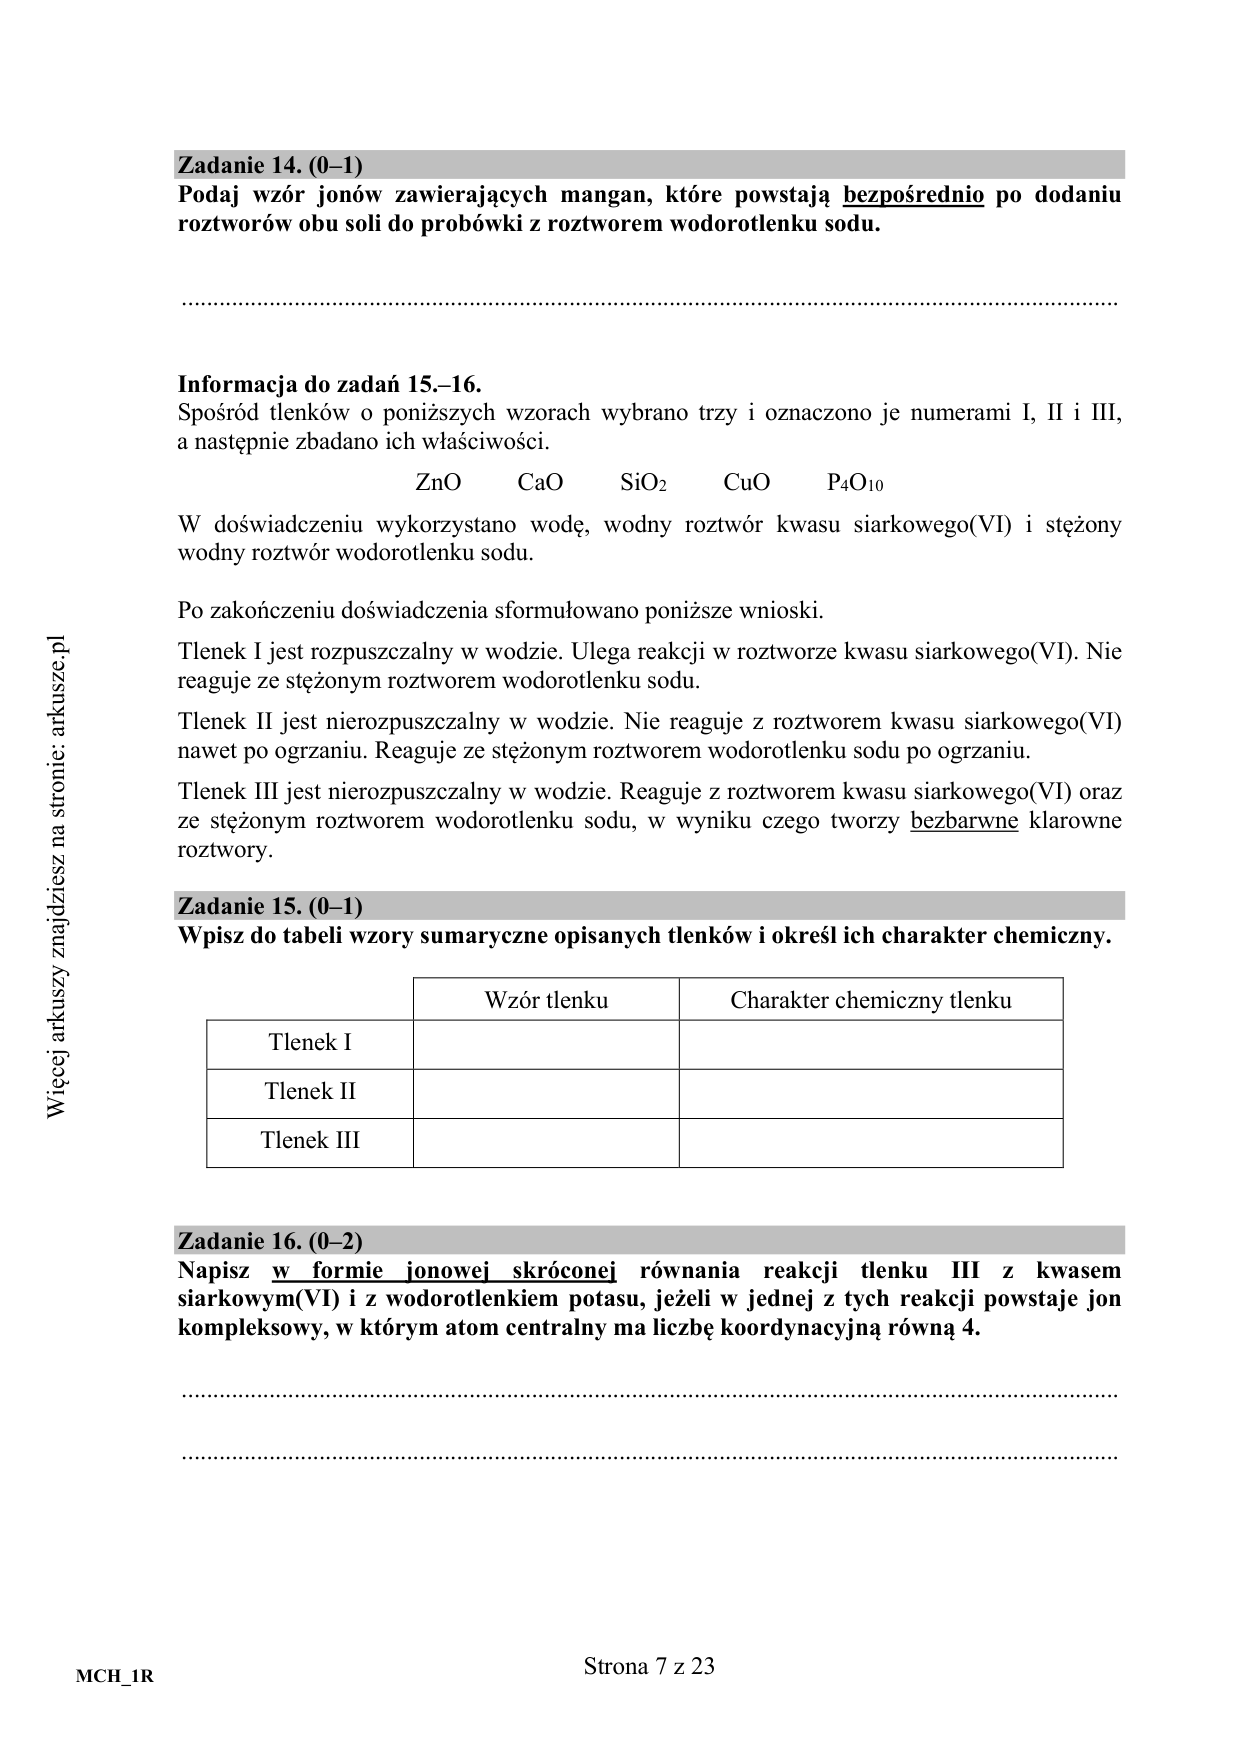 Zadanie 14. (0–1)
Podaj wzór jonów zawierających mangan, które powstają bezpośrednio po dodaniu
roztworów obu soli do probówki z roztworem wodorotlenku sodu.
Informacja do zadań 15.–16.
Spośród tlenków o poniższych wzorach wybrano trzy i oznaczono je numerami I, II i III,
a następnie zbadano ich właściwości.
ZnO CaO SiO₂ CuO P₄O₁₀
W doświadczeniu wykorzystano wodę, wodny roztwór kwasu siarkowego(VI) i stężony
wodny roztwór wodorotlenku sodu.
Po zakończeniu doświadczenia sformułowano poniższe wnioski.
Tlenek I jest rozpuszczalny w wodzie. Ulega reakcji w roztworze kwasu siarkowego(VI). Nie
reaguje ze stężonym roztworem wodorotlenku sodu.
Tlenek II jest nierozpuszczalny w wodzie. Nie reaguje z roztworem kwasu siarkowego(VI)
nawet po ogrzaniu. Reaguje ze stężonym roztworem wodorotlenku sodu po ogrzaniu.
Tlenek III jest nierozpuszczalny w wodzie. Reaguje z roztworem kwasu siarkowego(VI) oraz
ze stężonym roztworem wodorotlenku sodu, w wyniku czego tworzy bezbarwne klarowne
roztwory.
Zadanie 15. (0–1)
Wpisz do tabeli wzory sumaryczne opisanych tlenków i określ ich charakter chemiczny.
Wzór tlenku Charakter chemiczny tlenku
Tlenek I
Tlenek II
Tlenek III
Zadanie 16. (0–2)
Napisz w formie jonowej skróconej równania reakcji tlenku III z kwasem
siarkowym(VI) i z wodorotlenkiem potasu, jeżeli w jednej z tych reakcji powstaje jon
kompleksowy, w którym atom centralny ma liczbę koordynacyjną równą 4.
MCH_1R
Strona 7 z 23
Więcej arkuszy znajdziesz na stronie: arkusze.pl